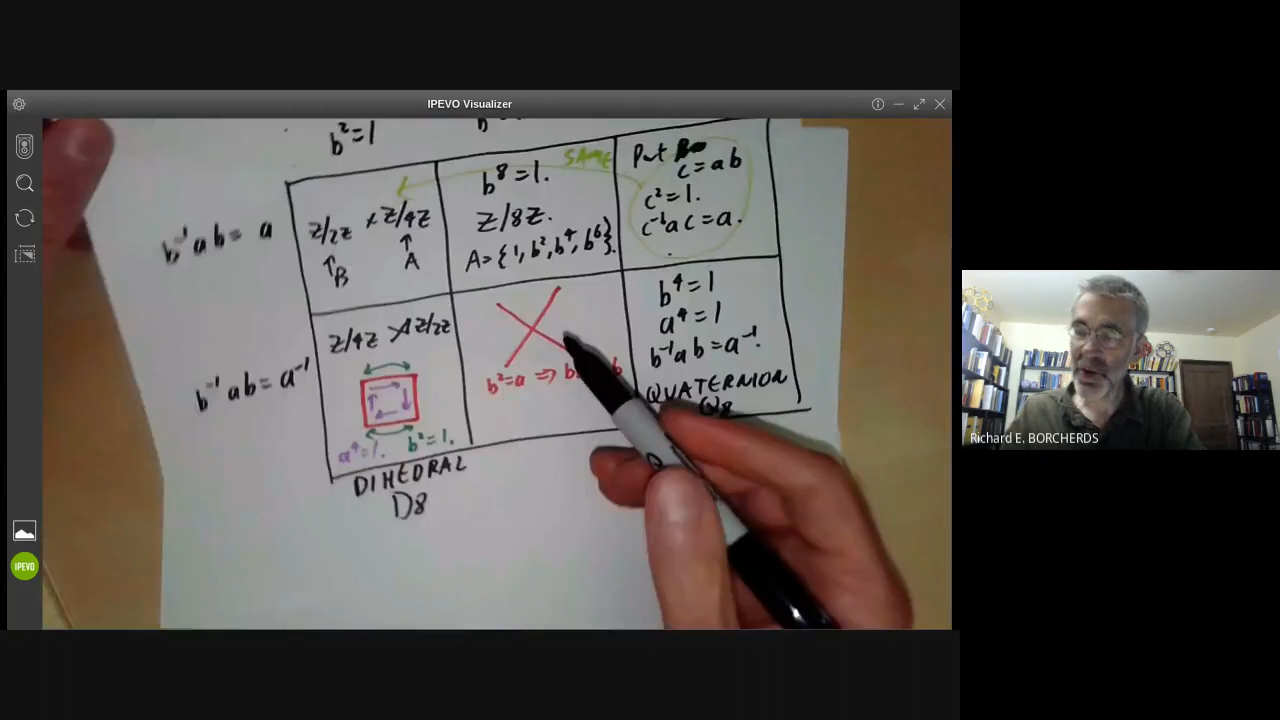 IPEVO Visualizer
b²=1
b⁻¹ab = a
Z/2Z × Z/4Z
↑ ↑
B A
b⁸=1.
Z/8Z.
A={1,b²,b⁴,b⁶}.
SAME
Put
c=ab
c²=1.
c⁻¹ac=a.
b⁻¹ab=a⁻¹
Z/4Z ⋊ Z/2Z
a⁴=1. b²=1.
DIHEDRAL
D8
b²=a ⇒
b⁴=1
a⁴=1
b⁻¹ab=a⁻¹.
QUATERNION
Q8
IPEVO
Richard E. BORCHERDS